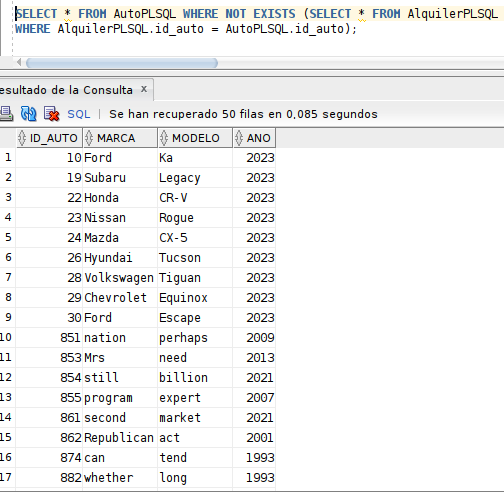 SELECT * FROM AutoPLSQL WHERE NOT EXISTS (SELECT * FROM AlquilerPLSQL
WHERE AlquilerPLSQL.id_auto = AutoPLSQL.id_auto);
esultado de la Consulta x
SQL | Se han recuperado 50 filas en 0,085 segundos
ID_AUTO MARCA MODELO ANO
1 10 Ford Ka 2023
2 19 Subaru Legacy 2023
3 22 Honda CR-V 2023
4 23 Nissan Rogue 2023
5 24 Mazda CX-5 2023
6 26 Hyundai Tucson 2023
7 28 Volkswagen Tiguan 2023
8 29 Chevrolet Equinox 2023
9 30 Ford Escape 2023
10 851 nation perhaps 2009
11 853 Mrs need 2013
12 854 still billion 2021
13 855 program expert 2007
14 861 second market 2021
15 862 Republican act 2001
16 874 can tend 1993
17 882 whether long 1993